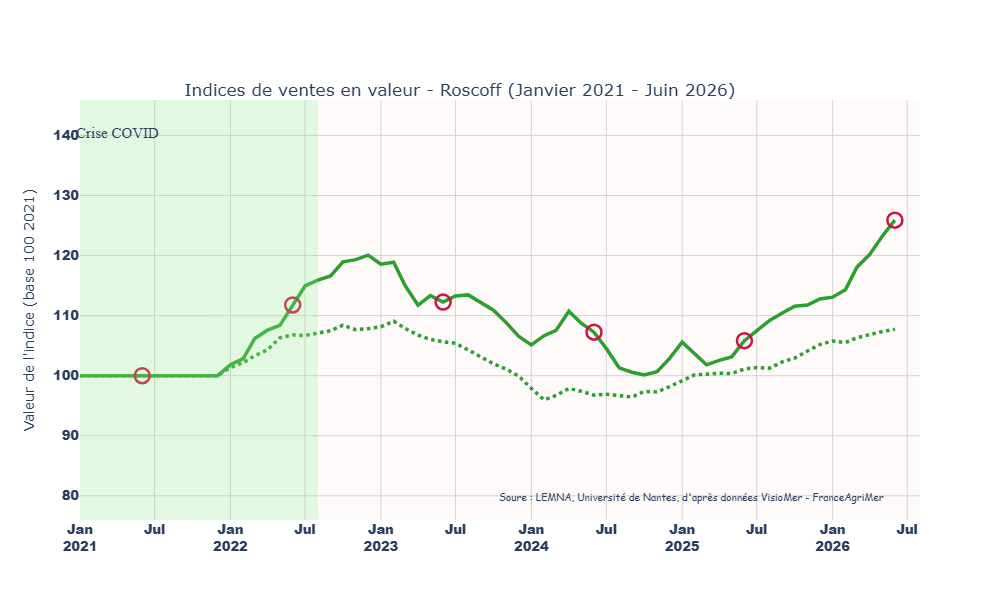 Indices de ventes en valeur - Roscoff (Janvier 2021 - Juin 2026)
Crise COVID
Valeur de l'indice (base 100 2021)
140
130
120
110
100
90
80
Soure : LEMNA, Université de Nantes, d'après données VisioMer - FranceAgriMer
Jan Jul Jan Jul Jan Jul Jan Jul Jan Jul Jan Jul
2021 2022 2023 2024 2025 2026